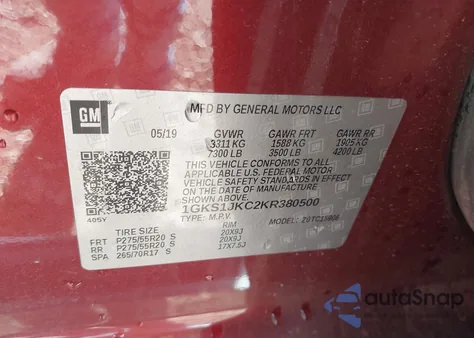 GM
MFD BY GENERAL MOTORS LLC
05/19 GVWR GAWR FRT GAWR RR
3311 KG 1588 KG 1905 KG
7300 LB 3500 LB 4200 LB
THIS VEHICLE CONFORMS TO ALL
APPLICABLE U.S. FEDERAL MOTOR
VEHICLE SAFETY STANDARDS IN EFFECT
ON THE DATE OF MANUFACTURE
SHOWN ABOVE.
1GKS1JKC2KR380500
405Y TYPE: M.P.V. MODEL:
TIRE SIZE RIM
FRT P275/55R20 S 20X9J
RR P275/55R20 S 20X9J
SPA 265/70R17 S 17X7.5J
autoSnap